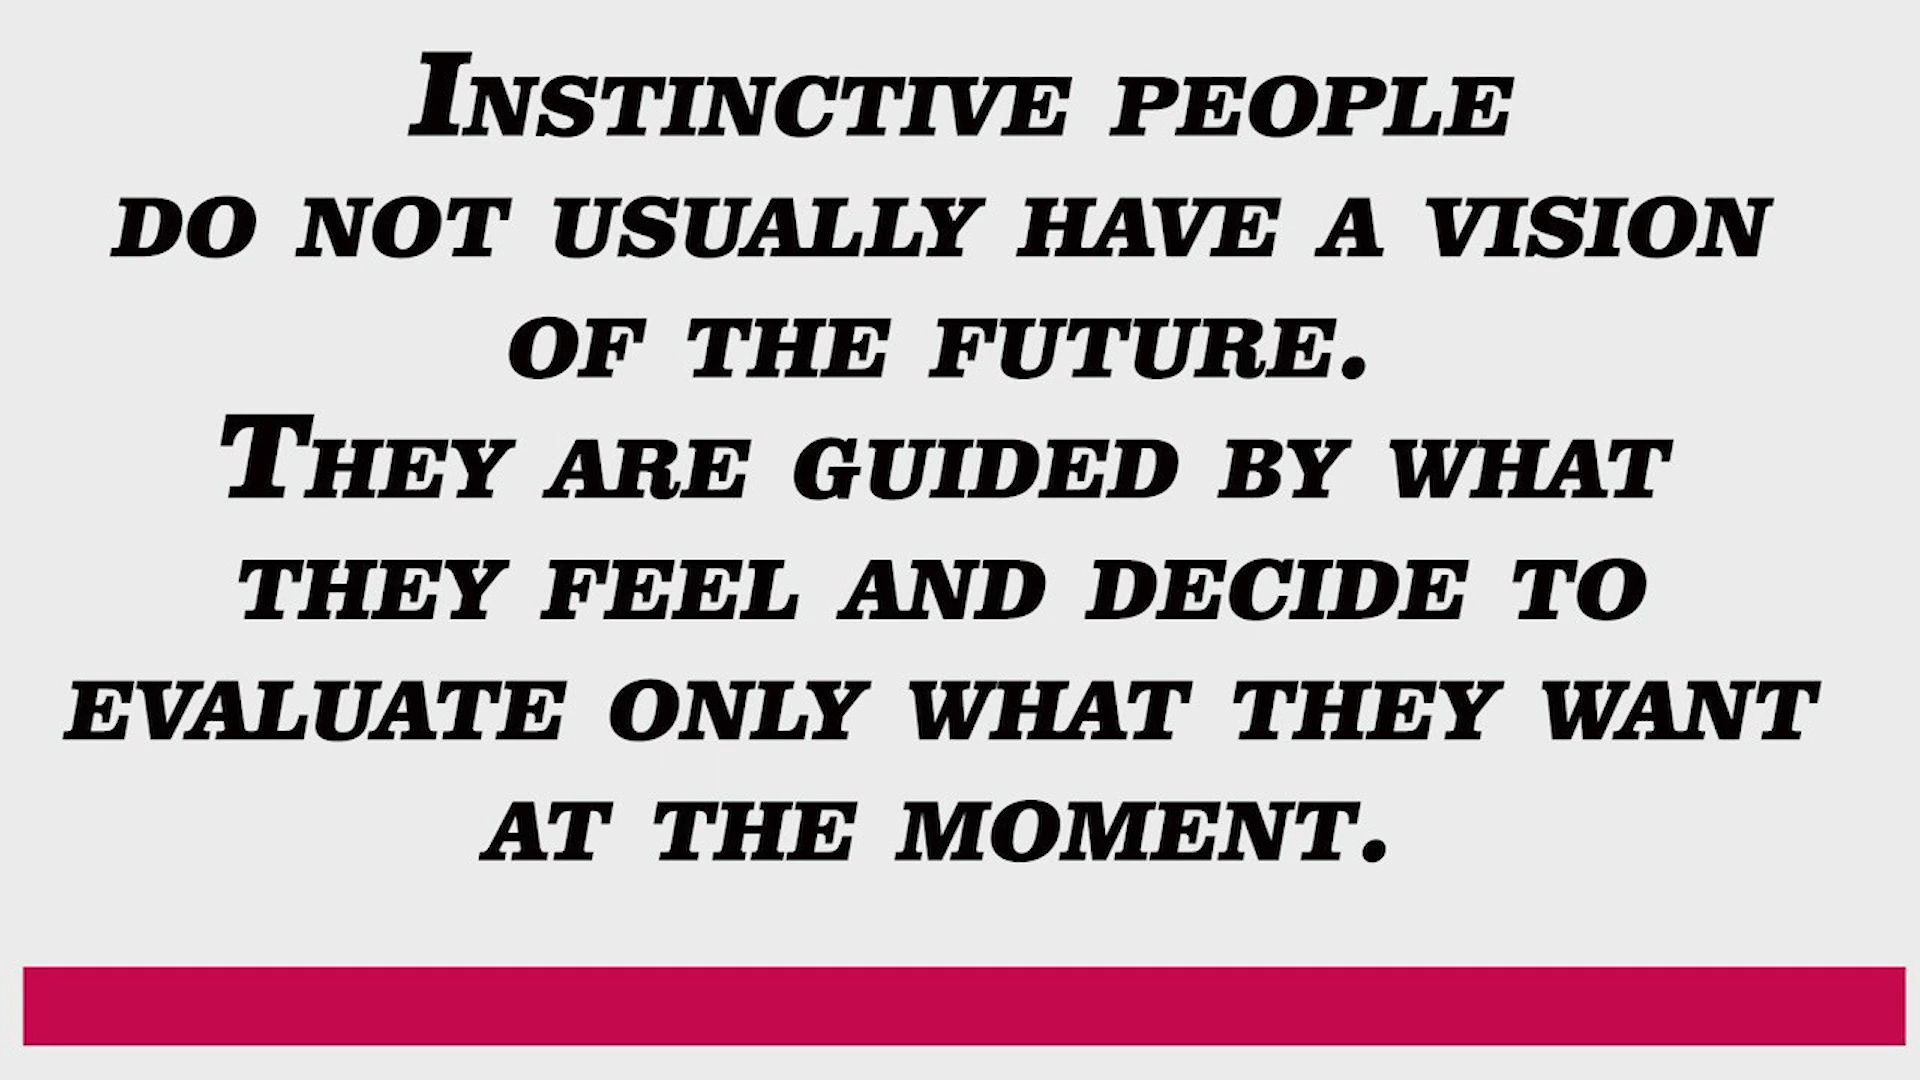 Instinctive people
do not usually have a vision
of the future.
They are guided by what
they feel and decide to
evaluate only what they want
at the moment.